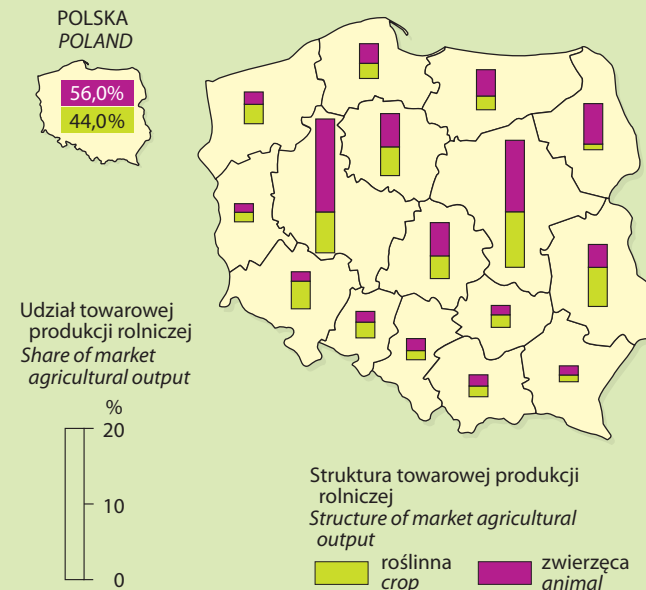 POLSKA
POLAND
56,0%
44,0%
Udział towarowej
produkcji rolniczej
Share of market
agricultural output
%
20
10
0
Struktura towarowej produkcji
rolniczej
Structure of market agricultural
output
roślinna
crop
zwierzęca
animal